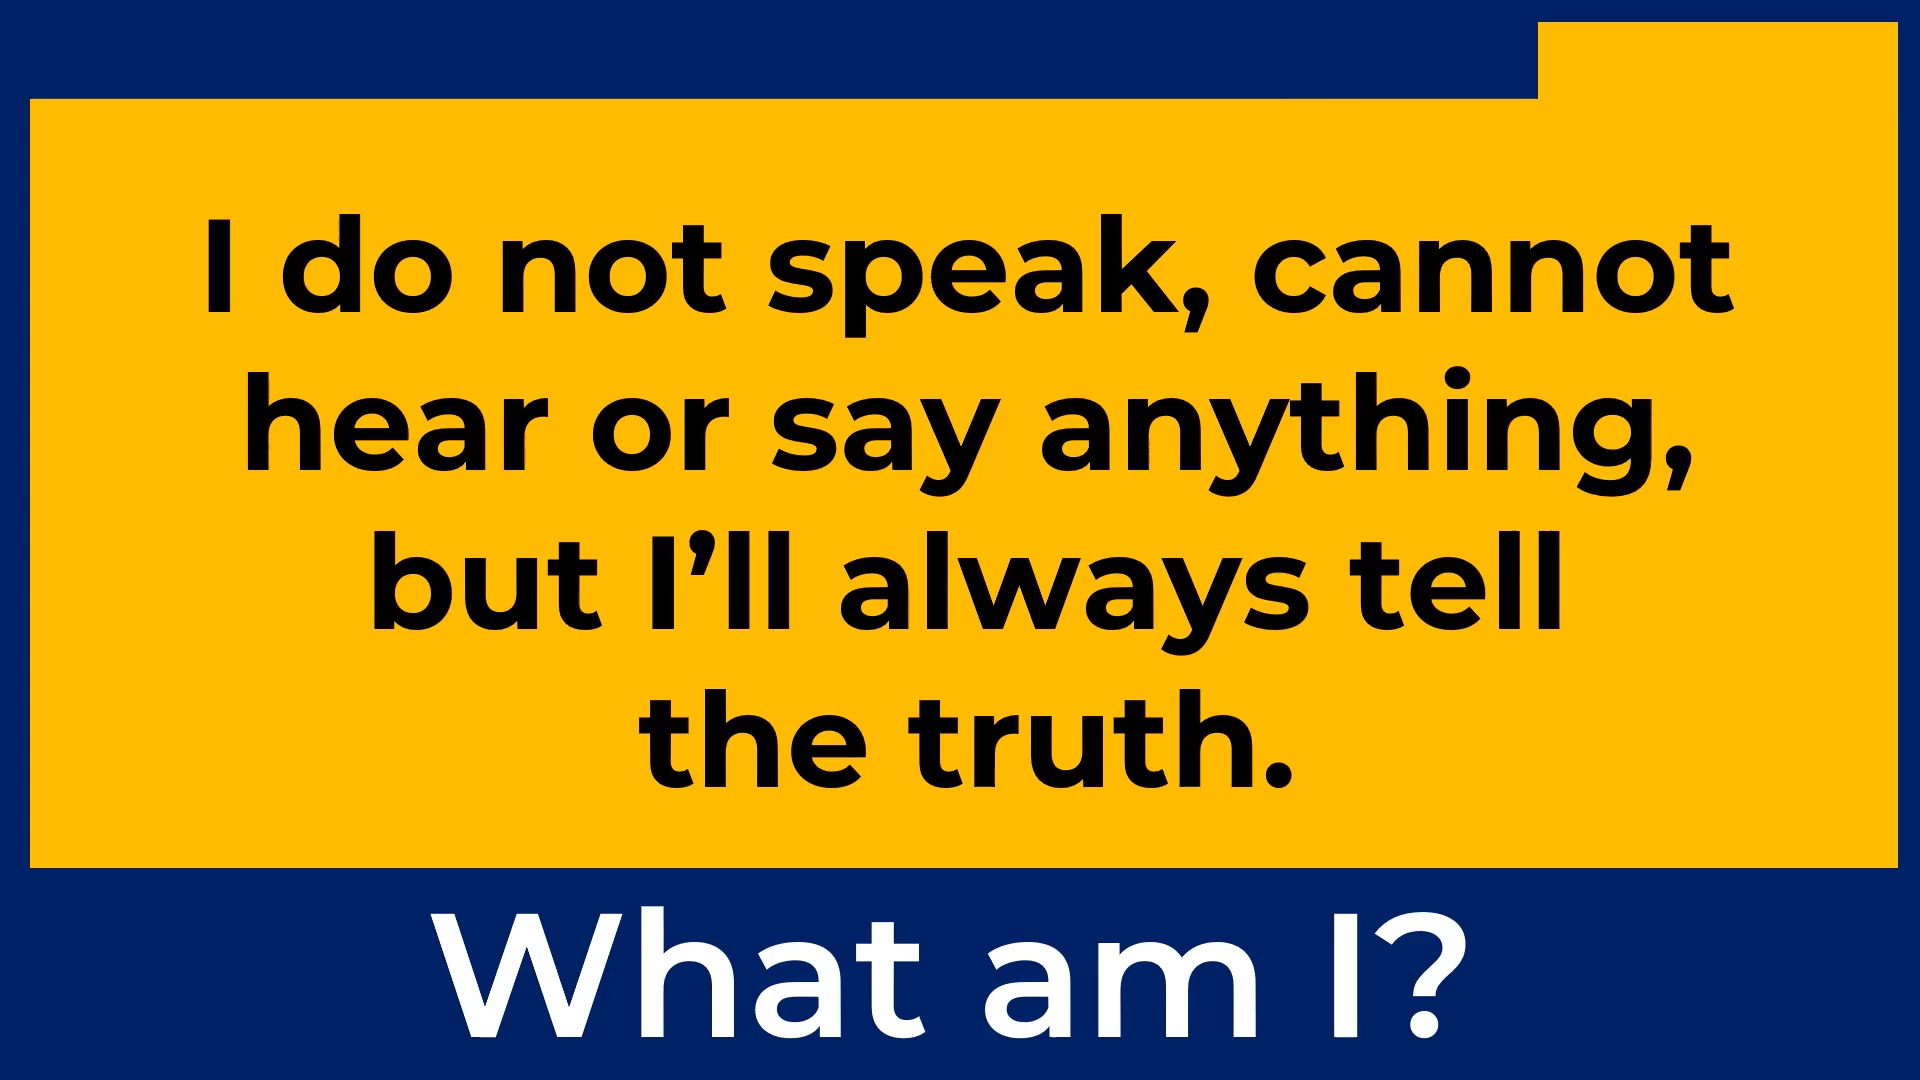 I do not speak, cannot
hear or say anything,
but I’ll always tell
the truth.
What am I?